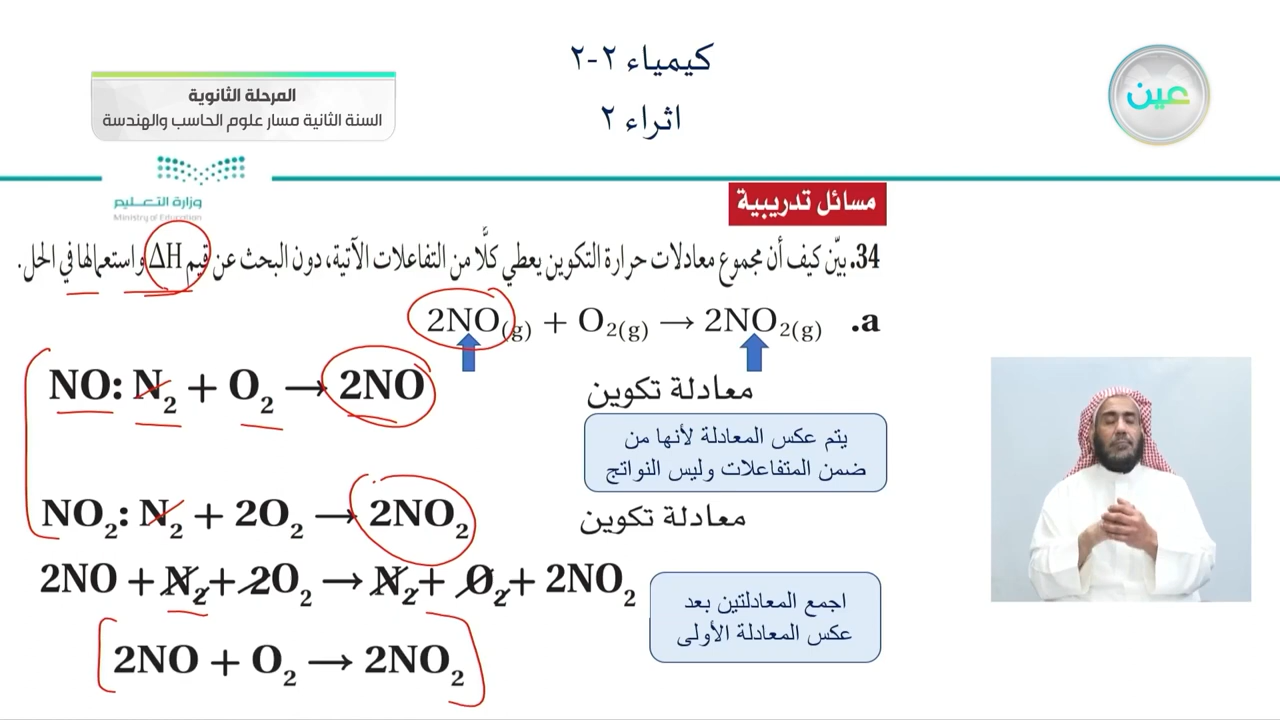 كيمياء ٢-٢
اثراء ٢
المرحلة الثانوية
السنة الثانية مسار علوم الحاسب والهندسة
عين
وزارة التعليم
Ministry of Education
مسائل تدريبية
34. بيّن كيف أن مجموع معادلات حرارة التكوين يعطي كلًّا من التفاعلات الآتية، دون البحث عن قيم ΔH واستعمالها في الحل.
a. 2NO(g) + O₂(g) → 2NO₂(g)
NO: N₂ + O₂ → 2NO
معادلة تكوين
يتم عكس المعادلة لأنها من
ضمن المتفاعلات وليس النواتج
NO₂: N₂ + 2O₂ → 2NO₂
معادلة تكوين
2NO + N₂ + 2O₂ → N₂ + O₂ + 2NO₂
اجمع المعادلتين بعد
عكس المعادلة الأولى
2NO + O₂ → 2NO₂